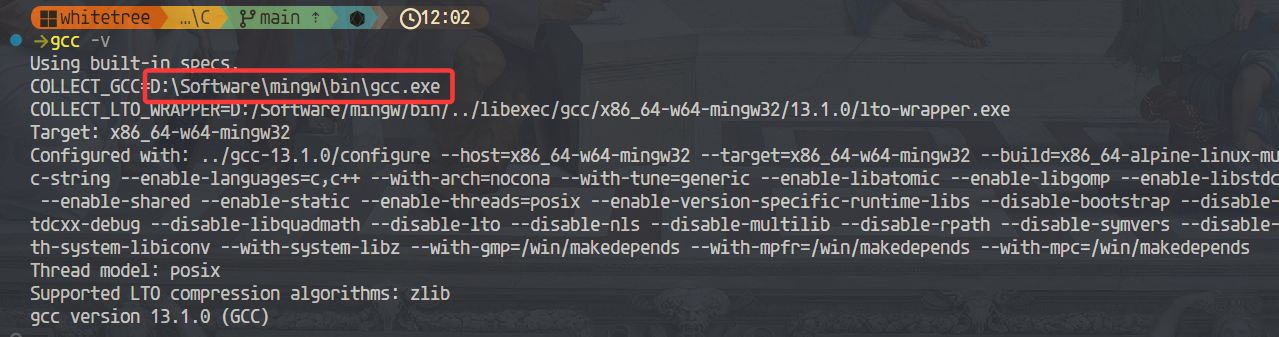 whitetree …\C main ↑ 12:02
→gcc -v
Using built-in specs.
COLLECT_GCC=D:\Software\mingw\bin\gcc.exe
COLLECT_LTO_WRAPPER=D:/Software/mingw/bin/../libexec/gcc/x86_64-w64-mingw32/13.1.0/lto-wrapper.exe
Target: x86_64-w64-mingw32
Configured with: ../gcc-13.1.0/configure --host=x86_64-w64-mingw32 --target=x86_64-w64-mingw32 --build=x86_64-alpine-linux-mu
c-string --enable-languages=c,c++ --with-arch=nocona --with-tune=generic --enable-libatomic --enable-libgomp --enable-libstdc
--enable-shared --enable-static --enable-threads=posix --enable-version-specific-runtime-libs --disable-bootstrap --disable-
tdcxx-debug --disable-libquadmath --disable-lto --disable-nls --disable-multilib --disable-rpath --disable-symvers --disable-
th-system-libiconv --with-system-libz --with-gmp=/win/makedepends --with-mpfr=/win/makedepends --with-mpc=/win/makedepends
Thread model: posix
Supported LTO compression algorithms: zlib
gcc version 13.1.0 (GCC)